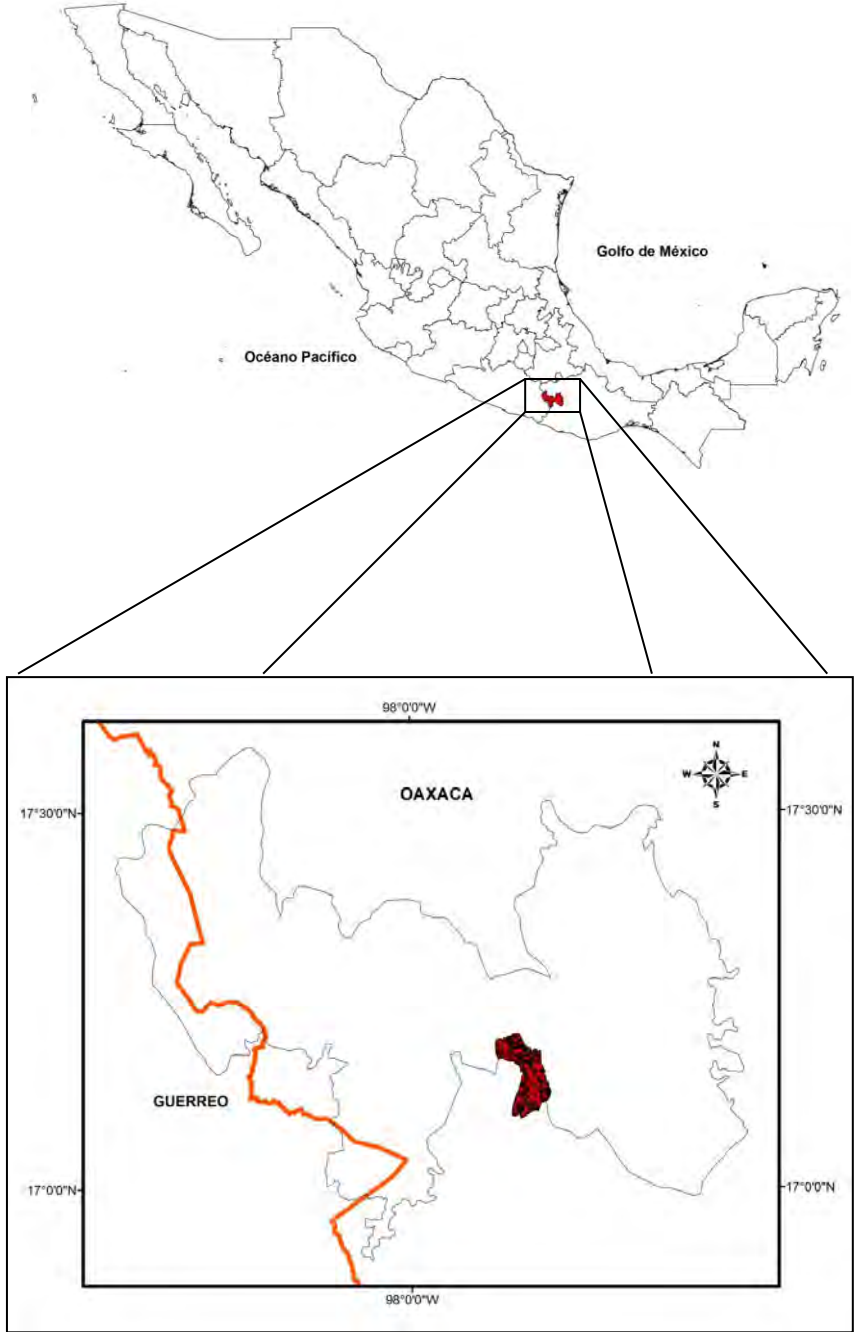 Golfo de México
Océano Pacífico
98°0'0"W
N
W E
S
OAXACA
17°30'0"N
17°30'0"N
GUERREO
17°0'0"N
17°0'0"N
98°0'0"W